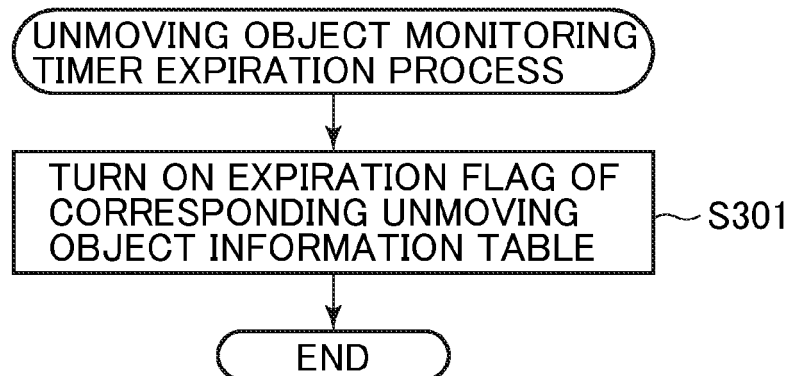 UNMOVING OBJECT MONITORING
TIMER EXPIRATION PROCESS
TURN ON EXPIRATION FLAG OF
CORRESPONDING UNMOVING
OBJECT INFORMATION TABLE
S301
END